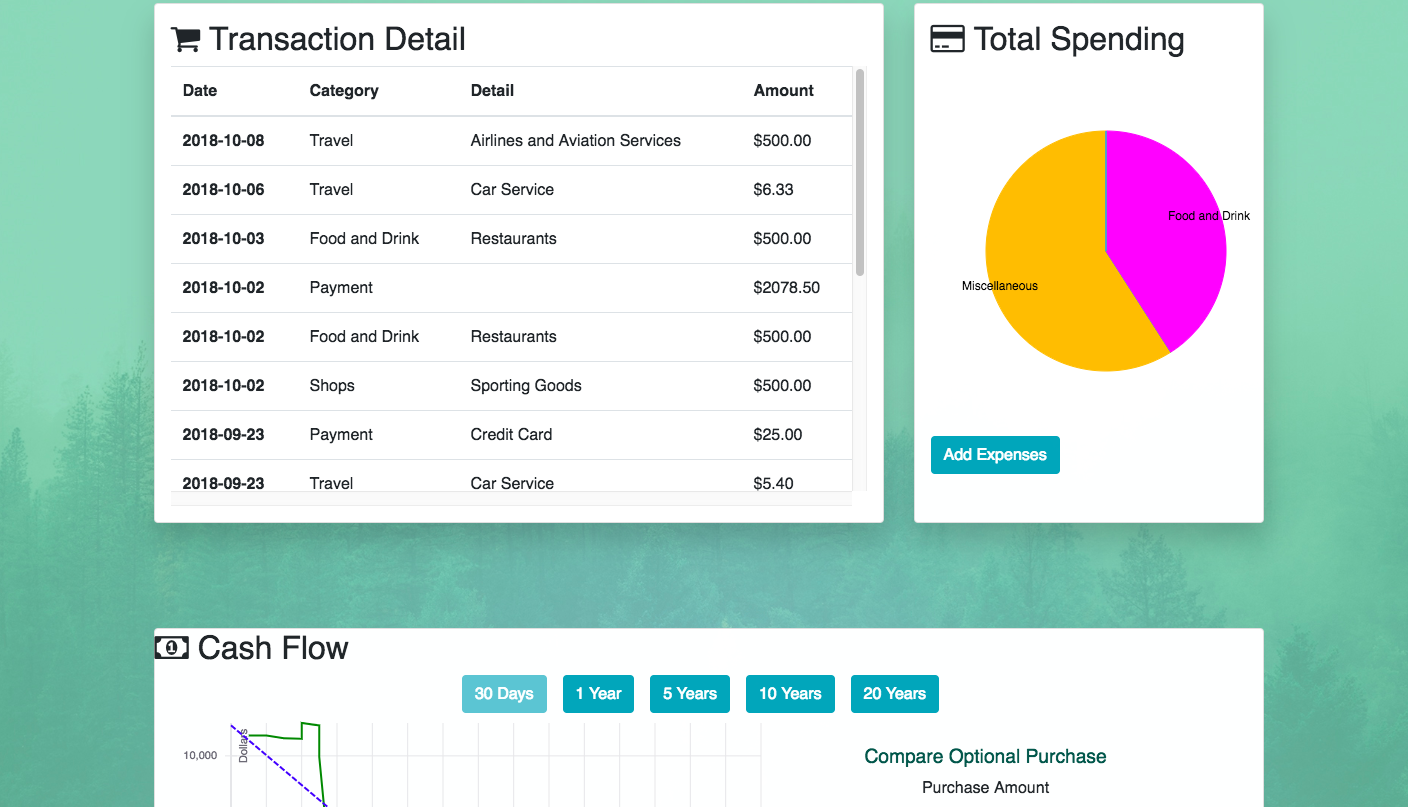 Transaction Detail
Date Category Detail Amount
2018-10-08 Travel Airlines and Aviation Services $500.00
2018-10-06 Travel Car Service $6.33
2018-10-03 Food and Drink Restaurants $500.00
2018-10-02 Payment $2078.50
2018-10-02 Food and Drink Restaurants $500.00
2018-10-02 Shops Sporting Goods $500.00
2018-09-23 Payment Credit Card $25.00
2018-09-23 Travel Car Service $5.40
Total Spending
Food and Drink
Miscellaneous
Add Expenses
Cash Flow
30 Days 1 Year 5 Years 10 Years 20 Years
10,000
Dollars
Compare Optional Purchase
Purchase Amount